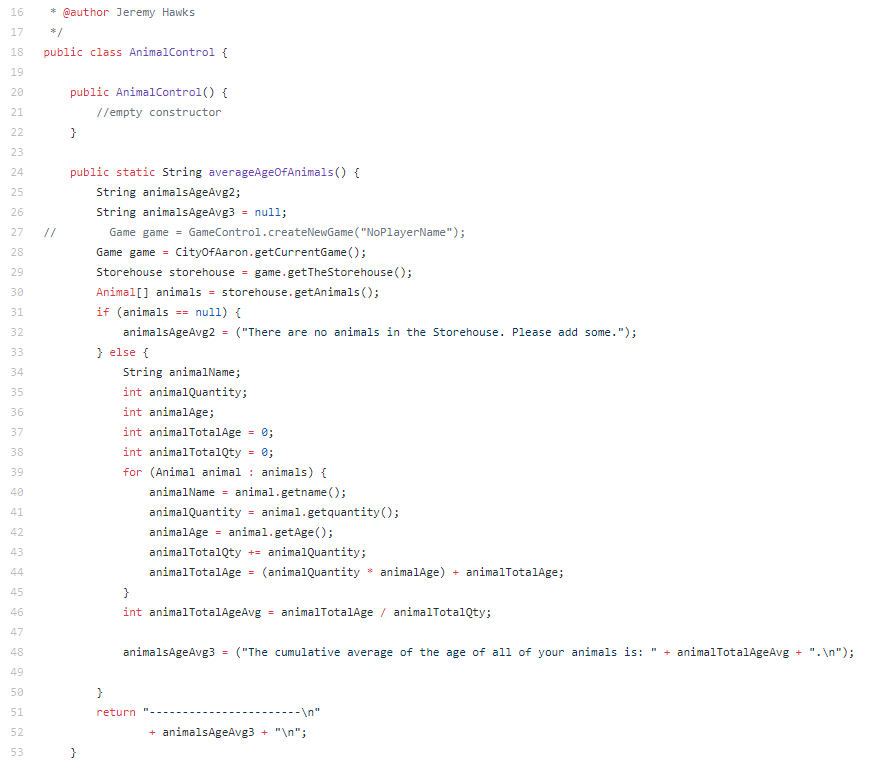 16 * @author Jeremy Hawks
17 */
18 public class AnimalControl {
19
20 public AnimalControl() {
21 //empty constructor
22 }
23
24 public static String averageAgeOfAnimals() {
25 String animalsAgeAvg2;
26 String animalsAgeAvg3 = null;
27 // Game game = GameControl.createNewGame("NoPlayerName");
28 Game game = CityOfAaron.getCurrentGame();
29 Storehouse storehouse = game.getTheStorehouse();
30 Animal[] animals = storehouse.getAnimals();
31 if (animals == null) {
32 animalsAgeAvg2 = ("There are no animals in the Storehouse. Please add some.");
33 } else {
34 String animalName;
35 int animalQuantity;
36 int animalAge;
37 int animalTotalAge = 0;
38 int animalTotalQty = 0;
39 for (Animal animal : animals) {
40 animalName = animal.getname();
41 animalQuantity = animal.getquantity();
42 animalAge = animal.getAge();
43 animalTotalQty += animalQuantity;
44 animalTotalAge = (animalQuantity * animalAge) + animalTotalAge;
45 }
46 int animalTotalAgeAvg = animalTotalAge / animalTotalQty;
47
48 animalsAgeAvg3 = ("The cumulative average of the age of all of your animals is: " + animalTotalAgeAvg + ".\n");
49
50 }
51 return "-----------------------\n"
52 + animalsAgeAvg3 + "\n";
53 }